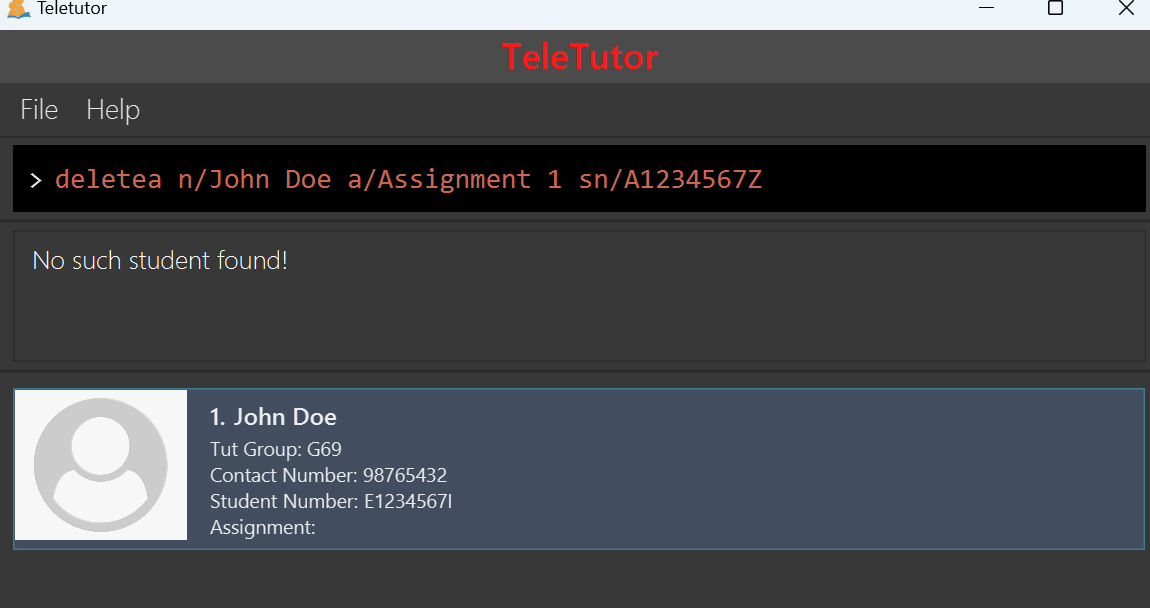 Teletutor
TeleTutor
File Help
> deletea n/John Doe a/Assignment 1 sn/A1234567Z
No such student found!
1. John Doe
Tut Group: G69
Contact Number: 98765432
Student Number: E1234567I
Assignment: